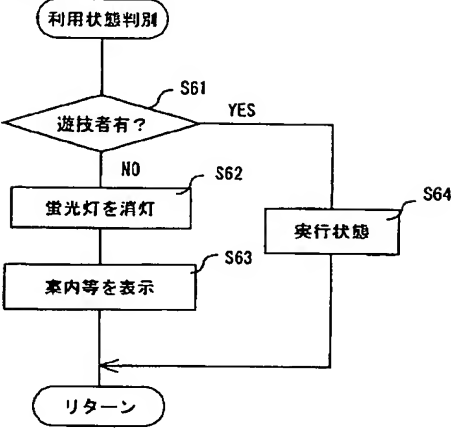 利用状態判別
S61
遊技者有?
YES
NO
S62
蛍光灯を消灯
S64
実行状態
S63
案内等を表示
リターン